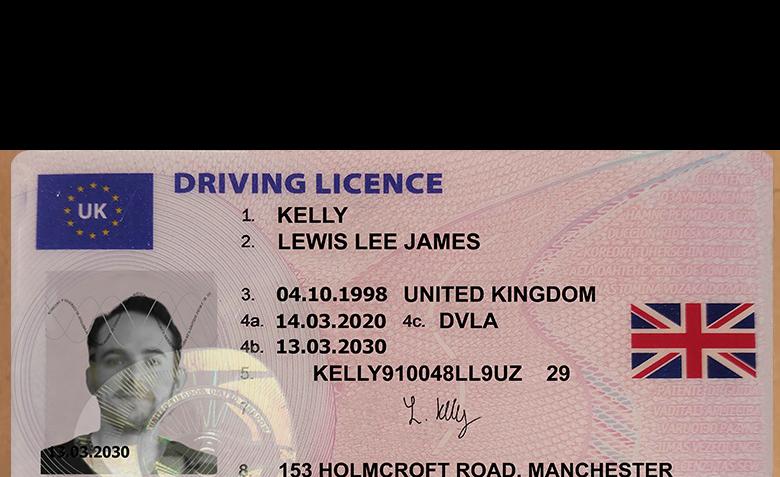 DRIVING LICENCE
UK
1. KELLY
2. LEWIS LEE JAMES
3. 04.10.1998 UNITED KINGDOM
4a. 14.03.2020 4c. DVLA
4b. 13.03.2030
5. KELLY910048LL9UZ 29
7.
L. Kelly
13.03.2030
8. 153 HOLMCROFT ROAD, MANCHESTER